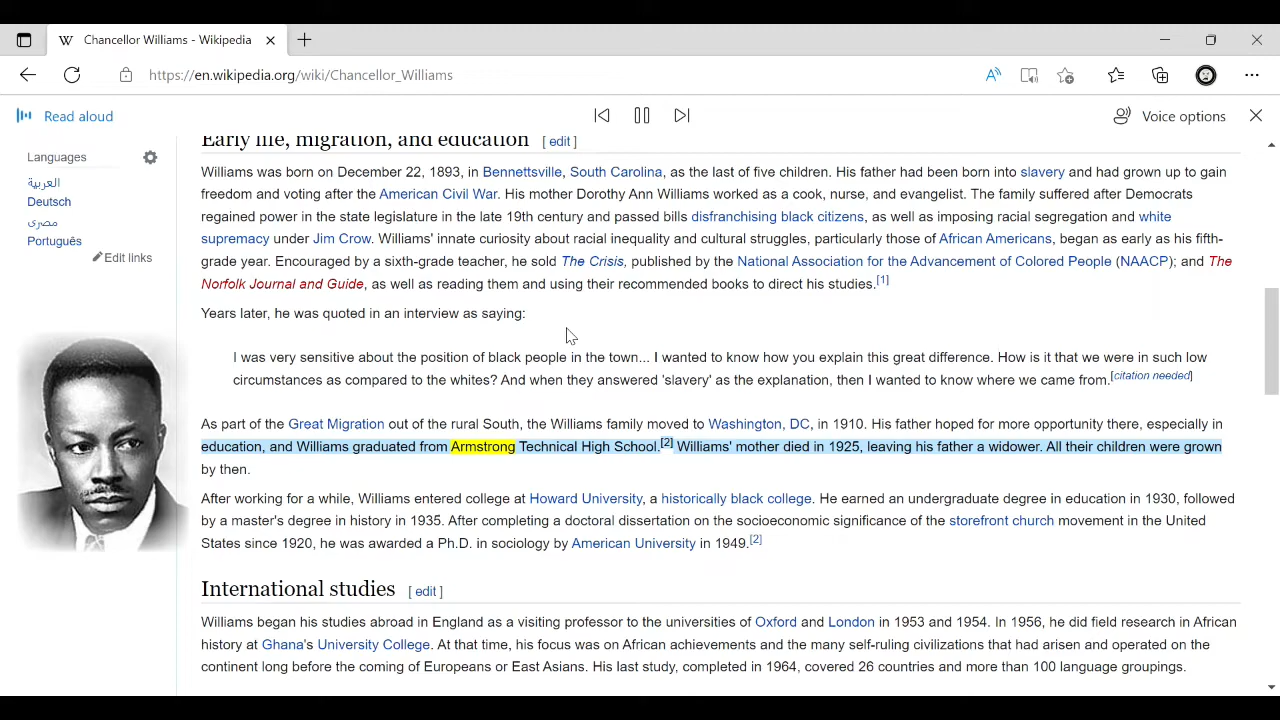 Chancellor Williams - Wikipedia
https://en.wikipedia.org/wiki/Chancellor_Williams
Read aloud
Voice options
Languages
العربية
Deutsch
مصرى
Português
Edit links
Early life, migration, and education [ edit ]
Williams was born on December 22, 1893, in Bennettsville, South Carolina, as the last of five children. His father had been born into slavery and had grown up to gain
freedom and voting after the American Civil War. His mother Dorothy Ann Williams worked as a cook, nurse, and evangelist. The family suffered after Democrats
regained power in the state legislature in the late 19th century and passed bills disfranchising black citizens, as well as imposing racial segregation and white
supremacy under Jim Crow. Williams' innate curiosity about racial inequality and cultural struggles, particularly those of African Americans, began as early as his fifth-
grade year. Encouraged by a sixth-grade teacher, he sold The Crisis, published by the National Association for the Advancement of Colored People (NAACP); and The
Norfolk Journal and Guide, as well as reading them and using their recommended books to direct his studies.[1]
Years later, he was quoted in an interview as saying:
I was very sensitive about the position of black people in the town... I wanted to know how you explain this great difference. How is it that we were in such low
circumstances as compared to the whites? And when they answered 'slavery' as the explanation, then I wanted to know where we came from.[citation needed]
As part of the Great Migration out of the rural South, the Williams family moved to Washington, DC, in 1910. His father hoped for more opportunity there, especially in
education, and Williams graduated from Armstrong Technical High School.[2] Williams' mother died in 1925, leaving his father a widower. All their children were grown
by then.
After working for a while, Williams entered college at Howard University, a historically black college. He earned an undergraduate degree in education in 1930, followed
by a master's degree in history in 1935. After completing a doctoral dissertation on the socioeconomic significance of the storefront church movement in the United
States since 1920, he was awarded a Ph.D. in sociology by American University in 1949.[2]
International studies [ edit ]
Williams began his studies abroad in England as a visiting professor to the universities of Oxford and London in 1953 and 1954. In 1956, he did field research in African
history at Ghana's University College. At that time, his focus was on African achievements and the many self-ruling civilizations that had arisen and operated on the
continent long before the coming of Europeans or East Asians. His last study, completed in 1964, covered 26 countries and more than 100 language groupings.